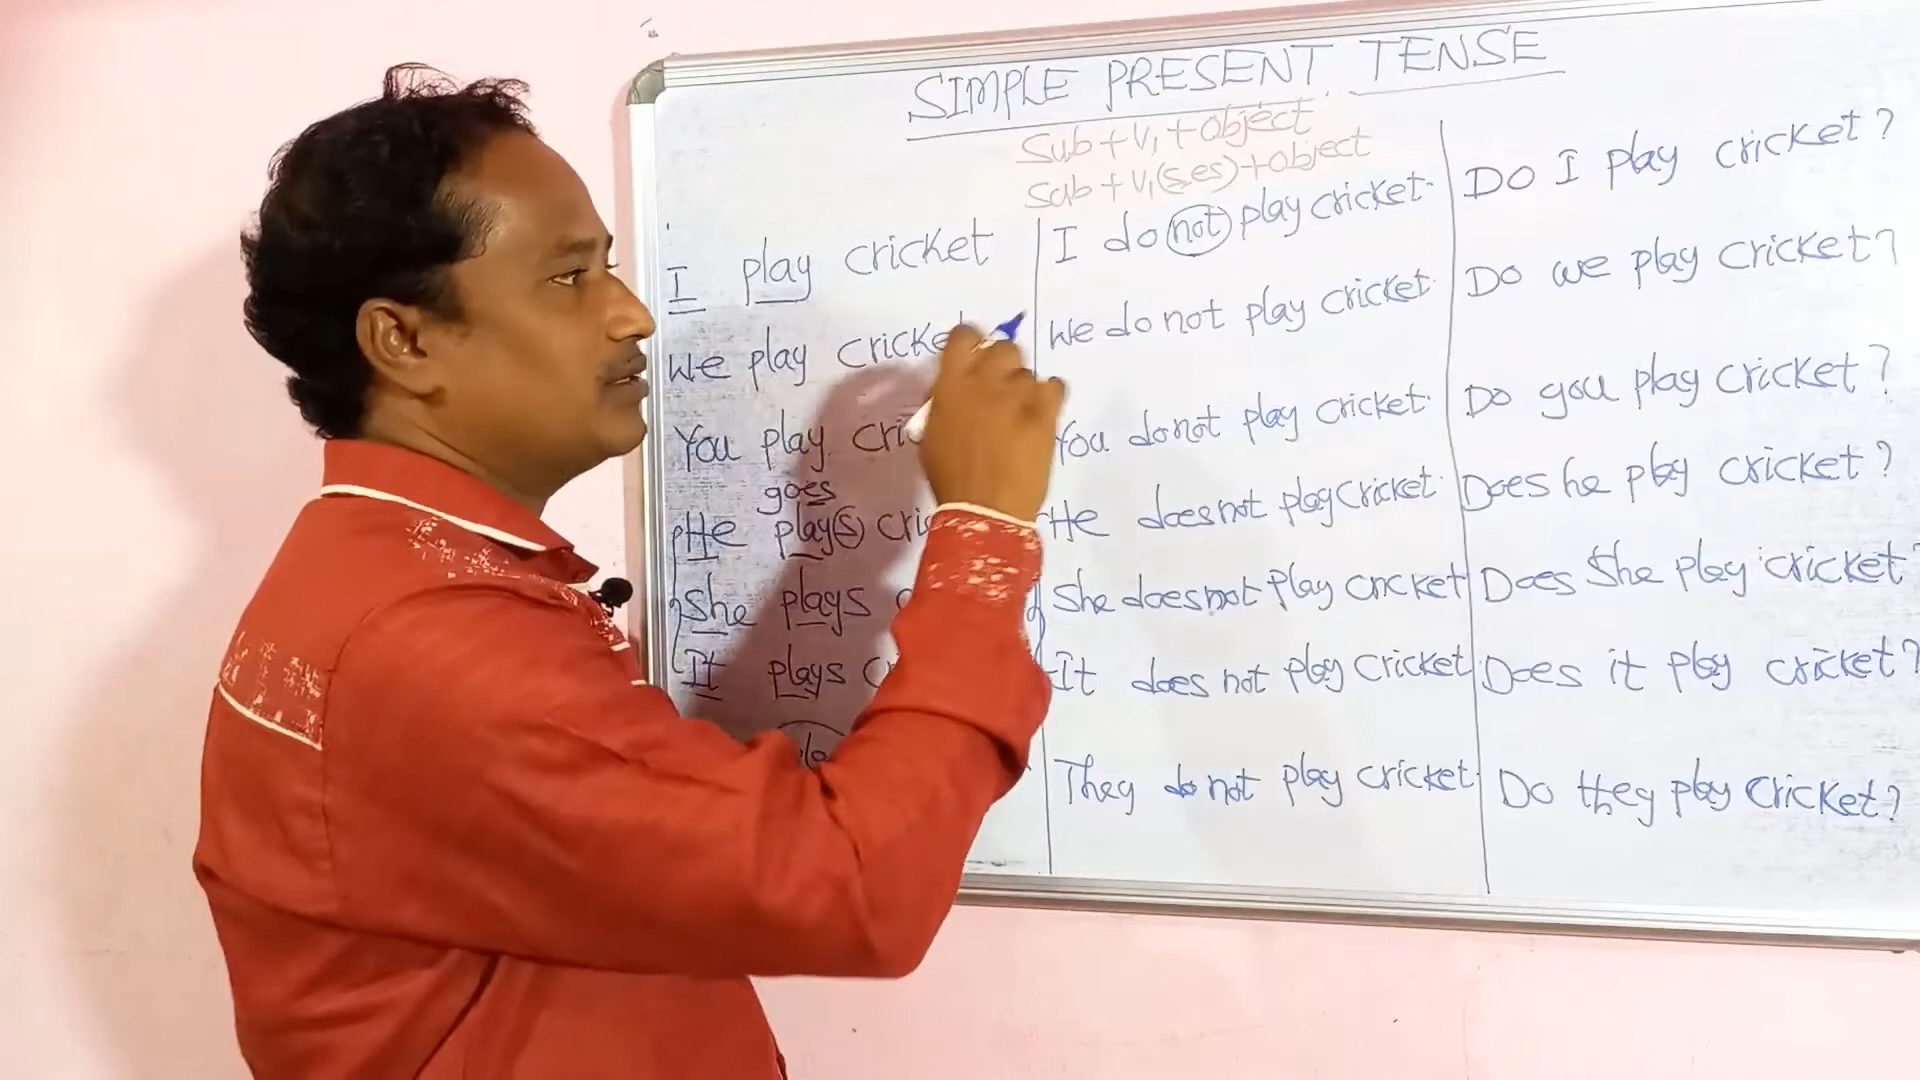 SIMPLE PRESENT TENSE
Sub + V1 + object
Sub + V1 (s, es) + object
I play cricket
We play cricket
You play
goes
He play(s)
She plays
It plays
I do not play cricket.
We do not play cricket.
You do not play cricket.
He does not play cricket.
She does not play cricket
It does not play cricket
They do not play cricket.
Do I play cricket?
Do we play cricket?
Do you play cricket?
Does he play cricket?
Does She play cricket?
Does it play cricket?
Do they play cricket?